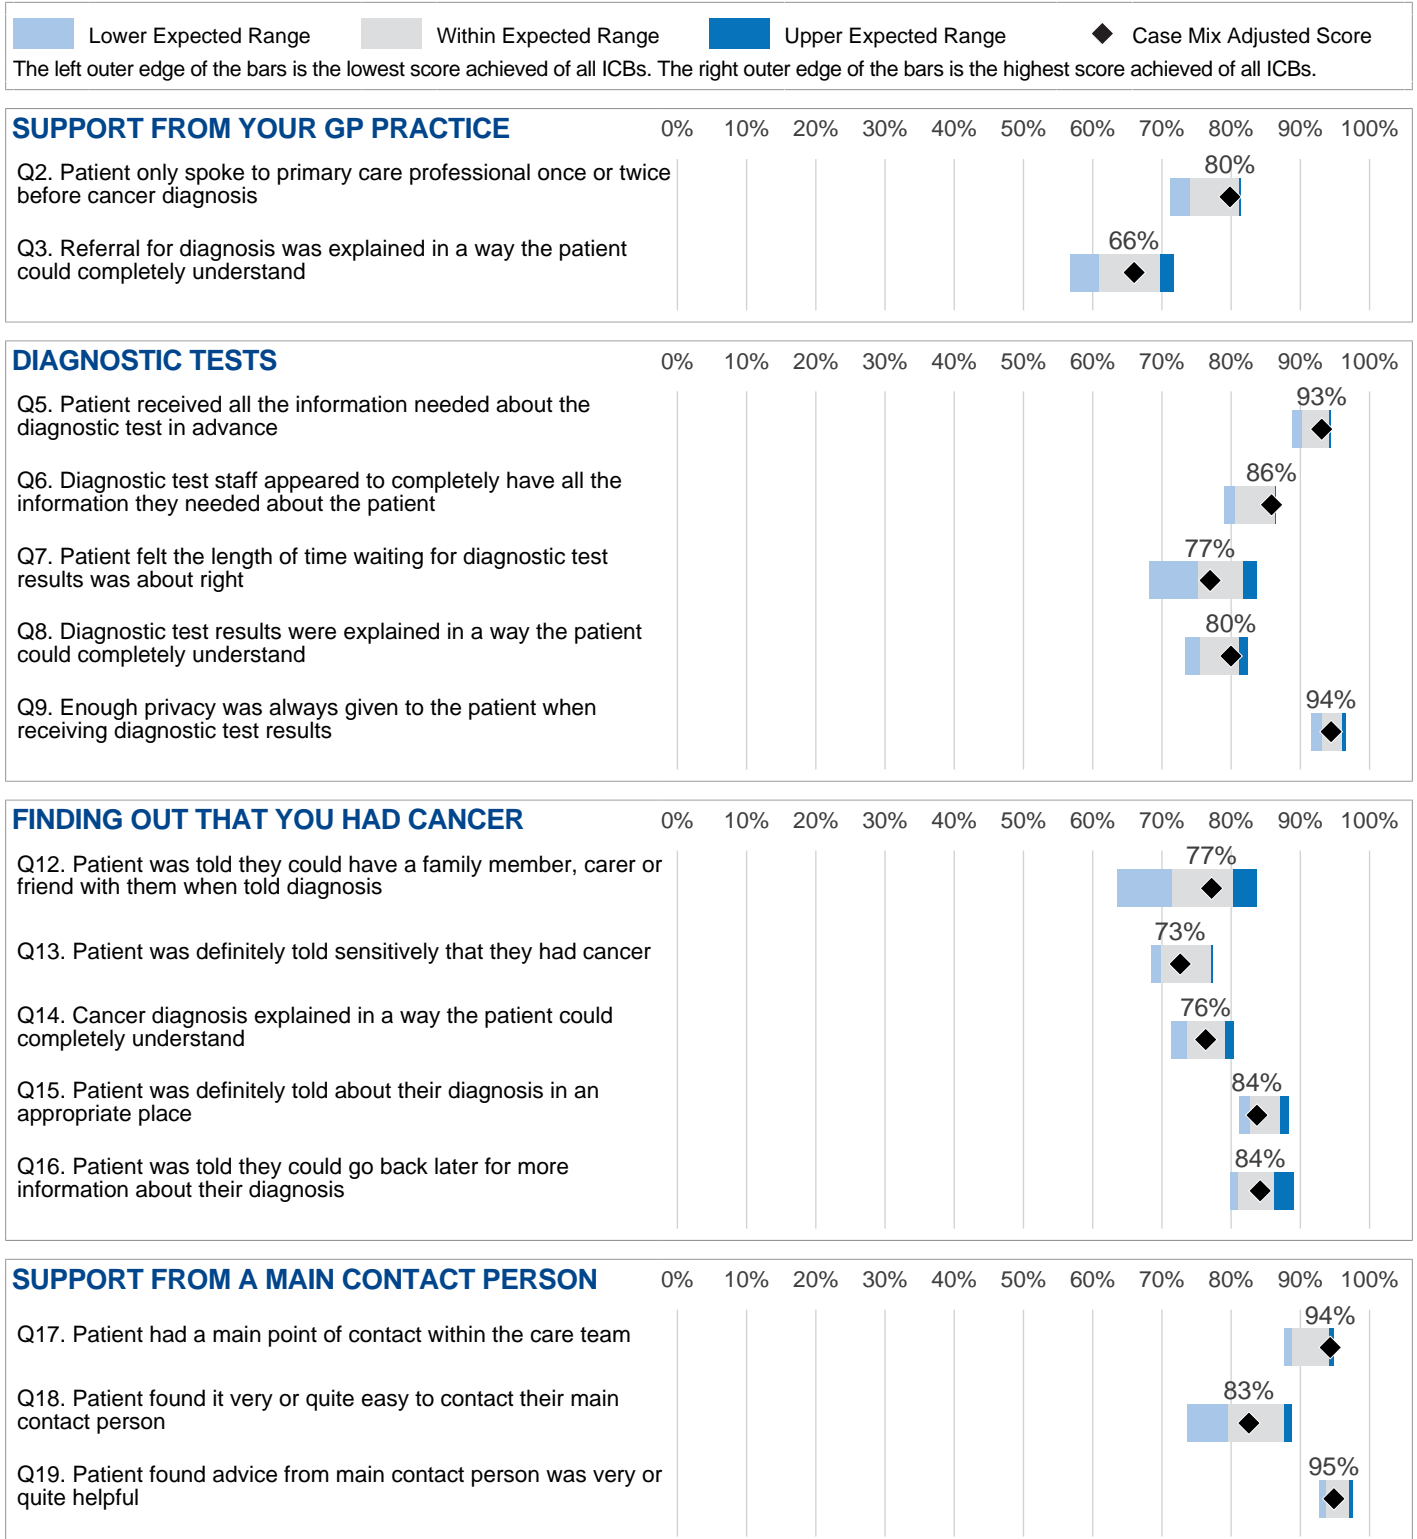 Lower Expected Range Within Expected Range Upper Expected Range Case Mix Adjusted Score
The left outer edge of the bars is the lowest score achieved of all ICBs. The right outer edge of the bars is the highest score achieved of all ICBs.
SUPPORT FROM YOUR GP PRACTICE 0% 10% 20% 30% 40% 50% 60% 70% 80% 90% 100%
80%
Q2. Patient only spoke to primary care professional once or twice
before cancer diagnosis
66%
Q3. Referral for diagnosis was explained in a way the patient
could completely understand
DIAGNOSTIC TESTS 0% 10% 20% 30% 40% 50% 60% 70% 80% 90% 100%
93%
Q5. Patient received all the information needed about the
diagnostic test in advance
86%
Q6. Diagnostic test staff appeared to completely have all the
information they needed about the patient
77%
Q7. Patient felt the length of time waiting for diagnostic test
results was about right
80%
Q8. Diagnostic test results were explained in a way the patient
could completely understand
94%
Q9. Enough privacy was always given to the patient when
receiving diagnostic test results
FINDING OUT THAT YOU HAD CANCER 0% 10% 20% 30% 40% 50% 60% 70% 80% 90% 100%
77%
Q12. Patient was told they could have a family member, carer or
friend with them when told diagnosis
73%
Q13. Patient was definitely told sensitively that they had cancer
76%
Q14. Cancer diagnosis explained in a way the patient could
completely understand
84%
Q15. Patient was definitely told about their diagnosis in an
appropriate place
84%
Q16. Patient was told they could go back later for more
information about their diagnosis
SUPPORT FROM A MAIN CONTACT PERSON 0% 10% 20% 30% 40% 50% 60% 70% 80% 90% 100%
94%
Q17. Patient had a main point of contact within the care team
83%
Q18. Patient found it very or quite easy to contact their main
contact person
95%
Q19. Patient found advice from main contact person was very or
quite helpful